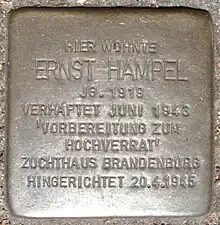 HIER WOHNTE
ERNST HAMPEL
JG. 1919
VERHAFTET JUNI 1943
'VORBEREITUNG ZUM
HOCHVERRAT'
ZUCHTHAUS BRANDENBURG
HINGERICHTET 20.4.1945